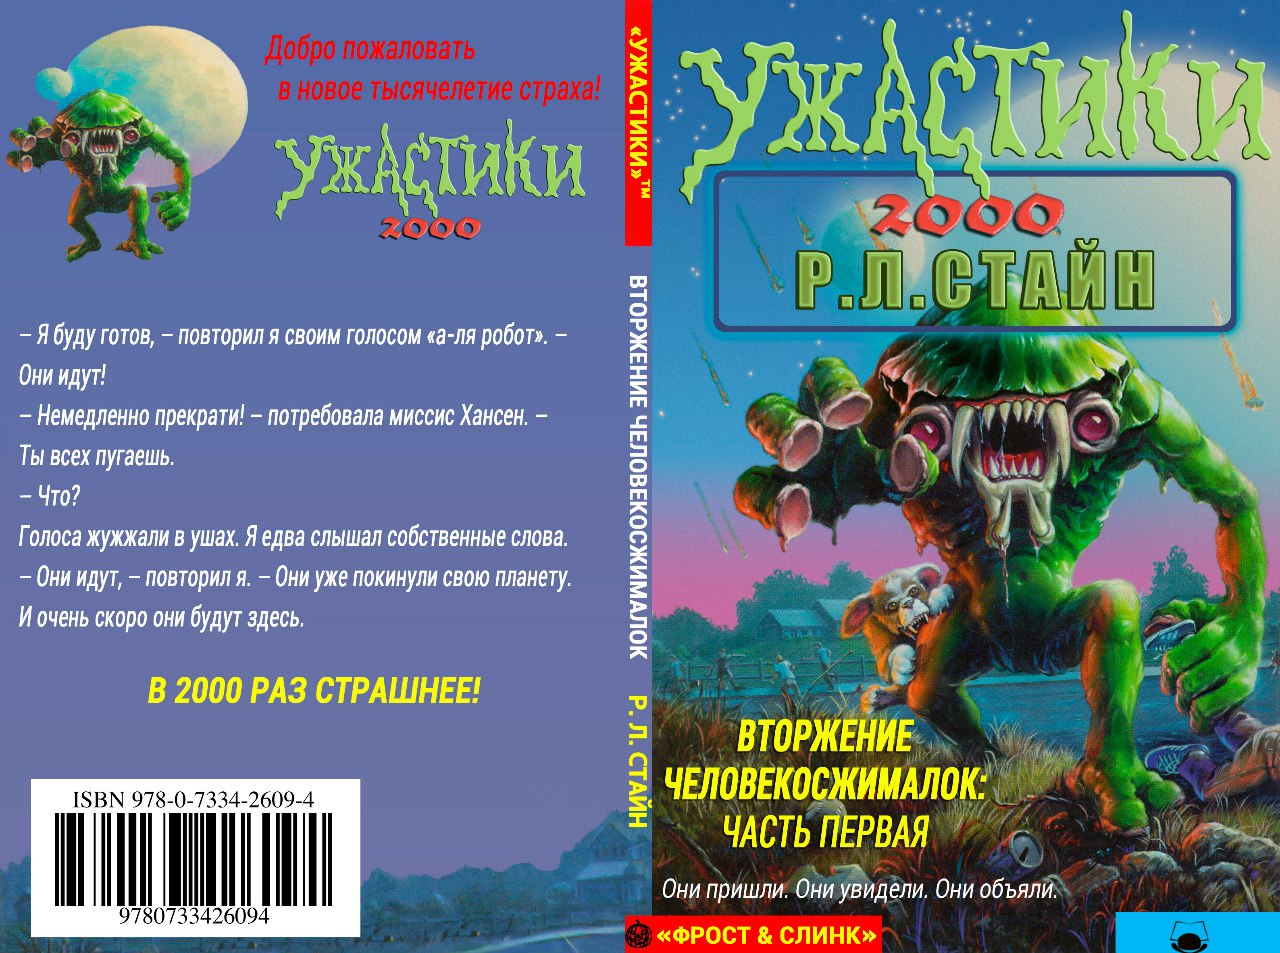 Добро пожаловать
в новое тысячелетие страха!
УЖАСТИКИ
2000
– Я буду готов, – повторил я своим голосом «а-ля робот». –
Они идут!
– Немедленно прекрати! – потребовала миссис Хансен. –
Ты всех пугаешь.
– Что?
Голоса жужжали в ушах. Я едва слышал собственные слова.
– Они идут, – повторил я. – Они уже покинули свою планету.
И очень скоро они будут здесь.
В 2000 РАЗ СТРАШНЕЕ!
ISBN 978-0-7334-2609-4
9780733426094
«УЖАСТИКИ»™
ВТОРЖЕНИЕ ЧЕЛОВЕКОСЖИМАЛОК
Р. Л. СТАЙН
УЖАСТИКИ
2000
Р.Л.СТАЙН
ВТОРЖЕНИЕ
ЧЕЛОВЕКОСЖИМАЛОК:
ЧАСТЬ ПЕРВАЯ
Они пришли. Они увидели. Они объяли.
«ФРОСТ & СЛИНК»